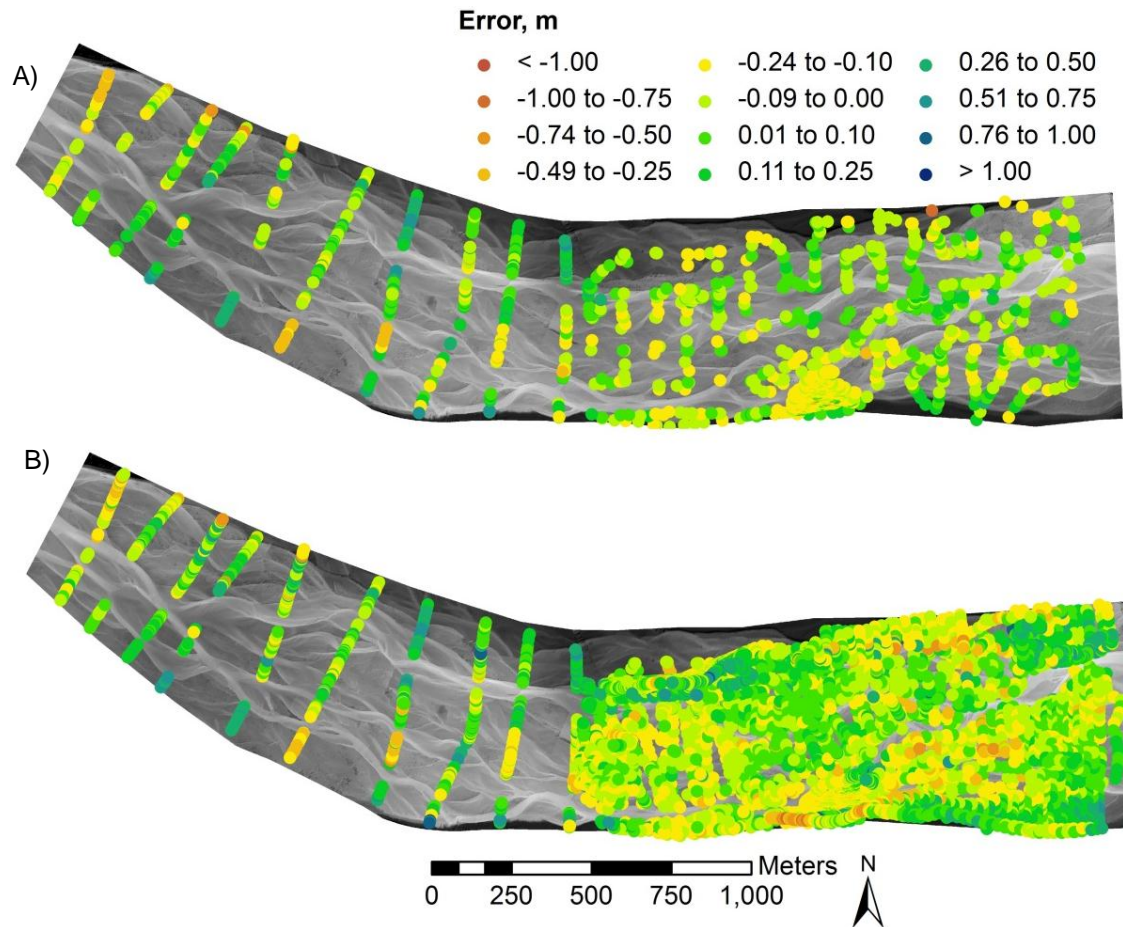 Error, m
A)
< -1.00
-1.00 to -0.75
-0.74 to -0.50
-0.49 to -0.25
-0.24 to -0.10
-0.09 to 0.00
0.01 to 0.10
0.11 to 0.25
0.26 to 0.50
0.51 to 0.75
0.76 to 1.00
> 1.00
B)
Meters
0 250 500 750 1,000
N